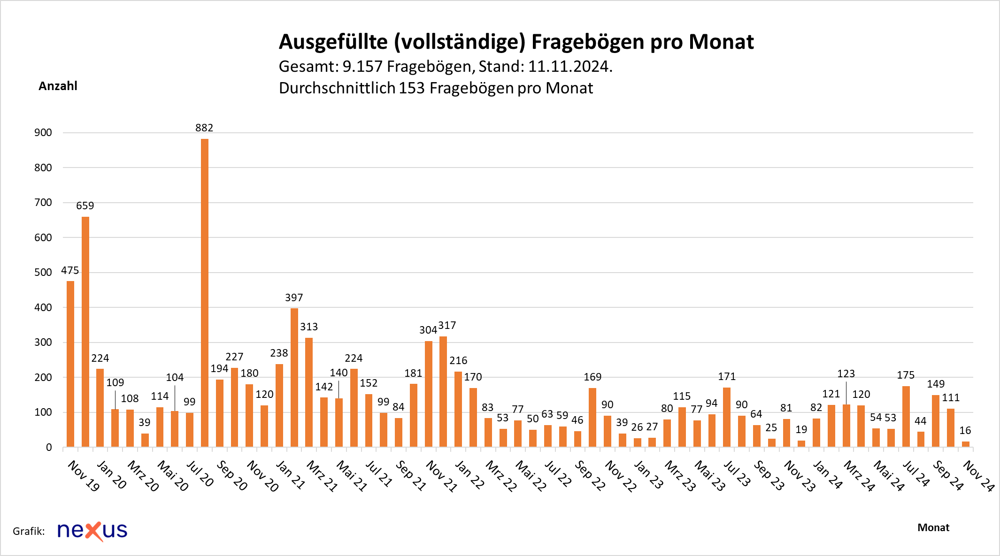 Ausgefüllte (vollständige) Fragebögen pro Monat
Gesamt: 9.157 Fragebögen, Stand: 11.11.2024.
Durchschnittlich 153 Fragebögen pro Monat
Anzahl
900
800
700
600
500
400
300
200
100
0
475
659
224
109
108
39
114
104
99
882
194
227
180
120
238
397
313
142
140
224
152
99
84
181
304
317
216
170
83
53
77
50
63
59
46
169
90
39
26
27
80
115
77
94
171
90
64
25
81
19
82
121
123
120
54
53
175
44
149
111
16
Nov 19
Jan 20
Mrz 20
Mai 20
Jul 20
Sep 20
Nov 20
Jan 21
Mrz 21
Mai 21
Jul 21
Sep 21
Nov 21
Jan 22
Mrz 22
Mai 22
Jul 22
Sep 22
Nov 22
Jan 23
Mrz 23
Mai 23
Jul 23
Sep 23
Nov 23
Jan 24
Mrz 24
Mai 24
Jul 24
Sep 24
Nov 24
Monat
Grafik: nexus